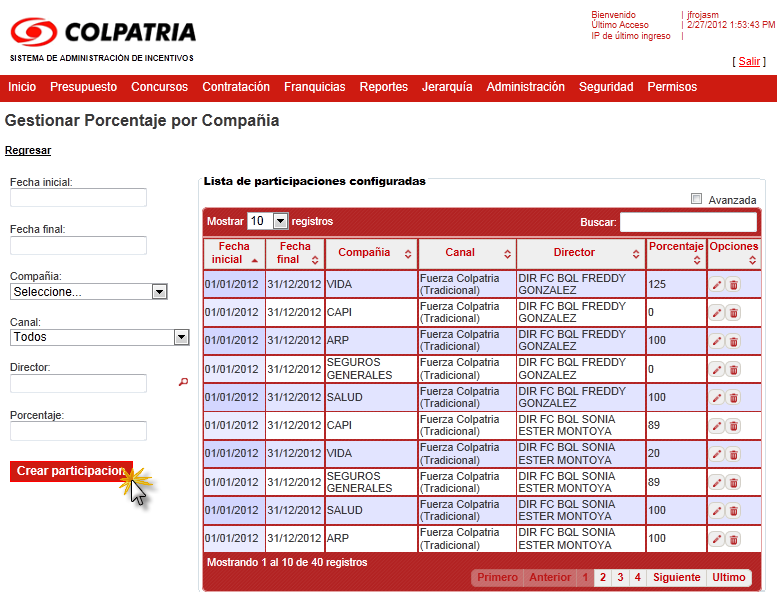 COLPATRIA
SISTEMA DE ADMINISTRACIÓN DE INCENTIVOS
Bienvenido | jfrojasm
Último Acceso | 2/27/2012 1:53:43 PM
IP de último ingreso |
[ Salir ]
Inicio Presupuesto Concursos Contratación Franquicias Reportes Jerarquía Administración Seguridad Permisos
Gestionar Porcentaje por Compañia
Regresar
Fecha inicial:
Fecha final:
Compañia:
Seleccione...
Canal:
Todos
Director:
Porcentaje:
Crear participacion
Lista de participaciones configuradas
Avanzada
Mostrar 10 registros Buscar:
Fecha inicial Fecha final Compañia Canal Director Porcentaje Opciones
01/01/2012 31/12/2012 VIDA Fuerza Colpatria (Tradicional) DIR FC BQL FREDDY GONZALEZ 125
01/01/2012 31/12/2012 CAPI Fuerza Colpatria (Tradicional) DIR FC BQL FREDDY GONZALEZ 0
01/01/2012 31/12/2012 ARP Fuerza Colpatria (Tradicional) DIR FC BQL FREDDY GONZALEZ 100
01/01/2012 31/12/2012 SEGUROS GENERALES Fuerza Colpatria (Tradicional) DIR FC BQL FREDDY GONZALEZ 0
01/01/2012 31/12/2012 SALUD Fuerza Colpatria (Tradicional) DIR FC BQL FREDDY GONZALEZ 100
01/01/2012 31/12/2012 CAPI Fuerza Colpatria (Tradicional) DIR FC BQL SONIA ESTER MONTOYA 89
01/01/2012 31/12/2012 VIDA Fuerza Colpatria (Tradicional) DIR FC BQL SONIA ESTER MONTOYA 20
01/01/2012 31/12/2012 SEGUROS GENERALES Fuerza Colpatria (Tradicional) DIR FC BQL SONIA ESTER MONTOYA 89
01/01/2012 31/12/2012 SALUD Fuerza Colpatria (Tradicional) DIR FC BQL SONIA ESTER MONTOYA 100
01/01/2012 31/12/2012 ARP Fuerza Colpatria (Tradicional) DIR FC BQL SONIA ESTER MONTOYA 100
Mostrando 1 al 10 de 40 registros
Primero Anterior 1 2 3 4 Siguiente Ultimo